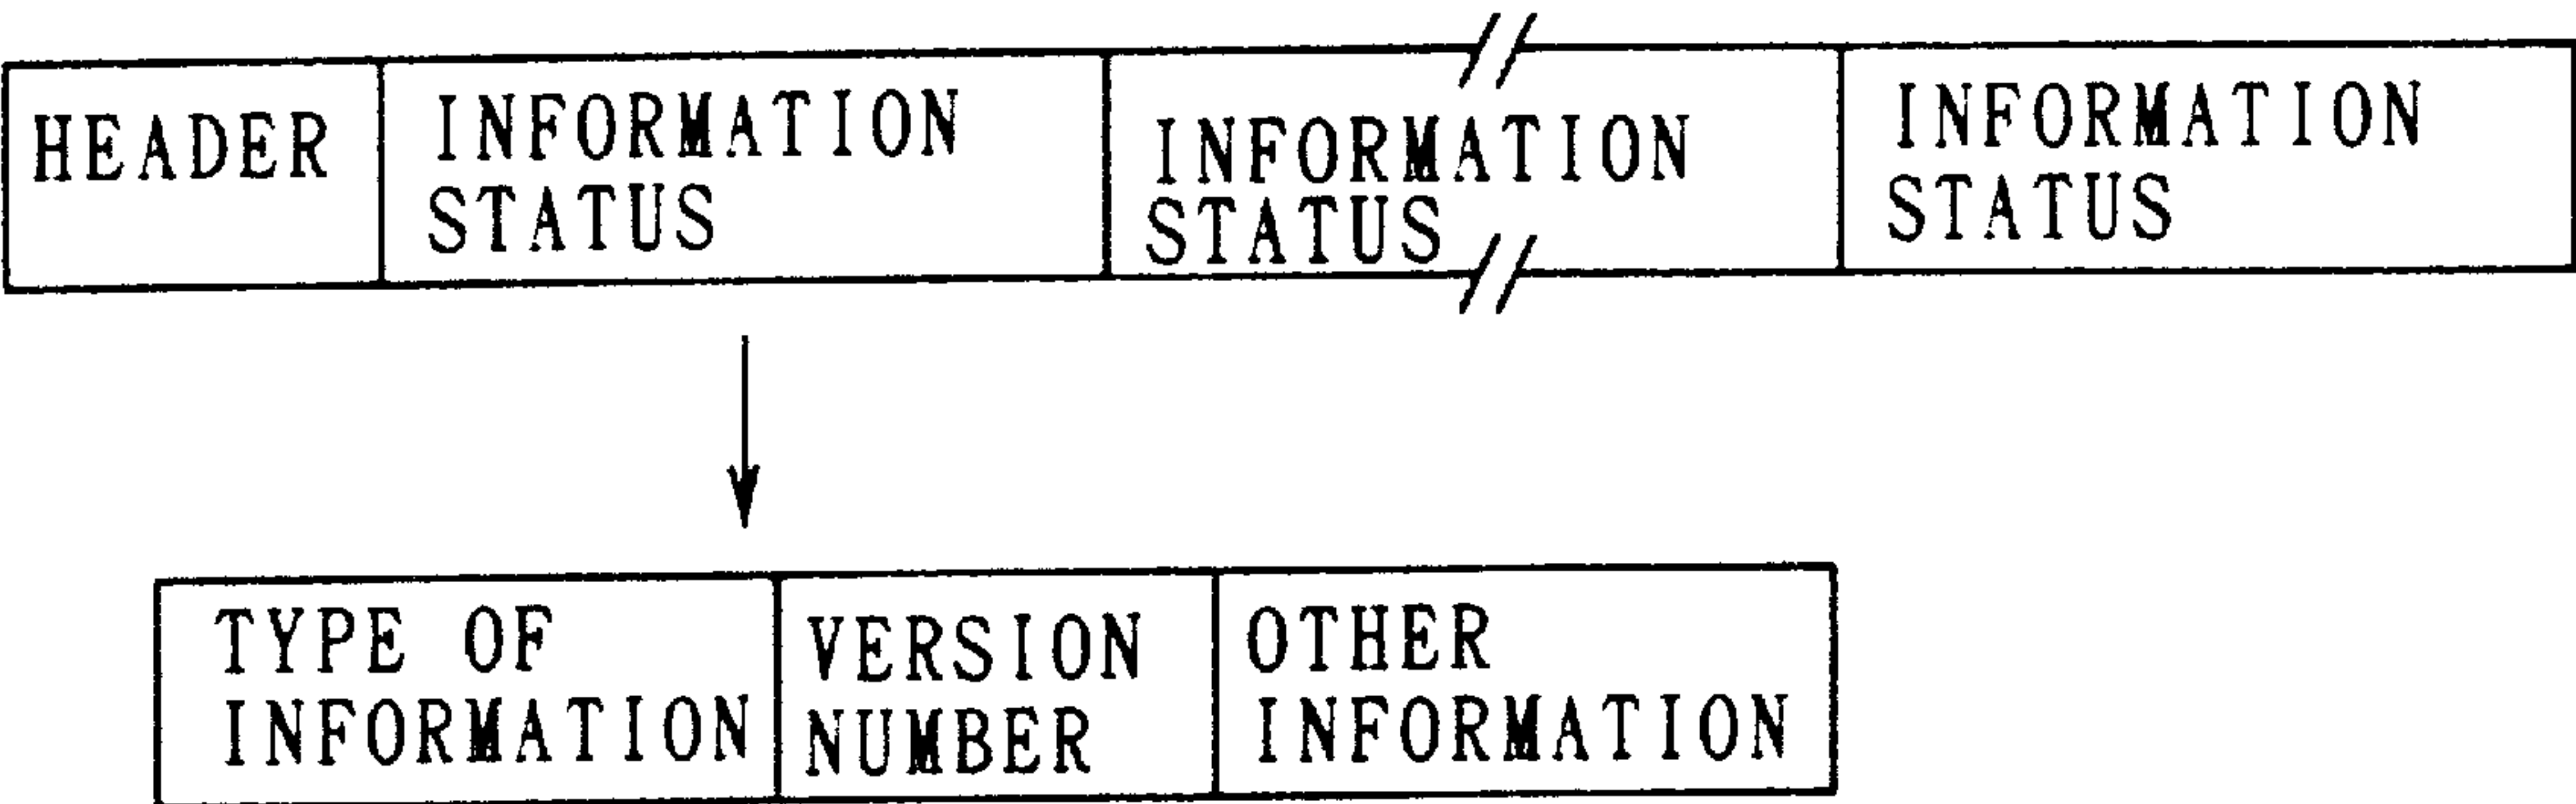 HEADER
INFORMATION
STATUS
INFORMATION
STATUS
INFORMATION
STATUS
TYPE OF
INFORMATION
VERSION
NUMBER
OTHER
INFORMATION